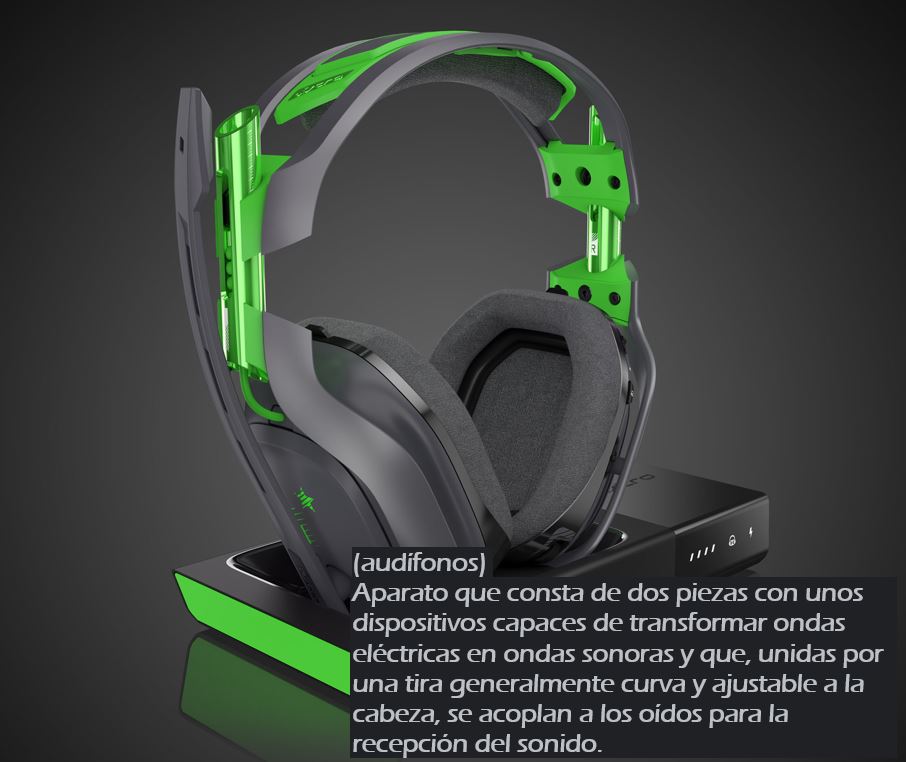 R
(audífonos)
Aparato que consta de dos piezas con unos
dispositivos capaces de transformar ondas
eléctricas en ondas sonoras y que, unidas por
una tira generalmente curva y ajustable a la
cabeza, se acoplan a los oídos para la
recepción del sonido.